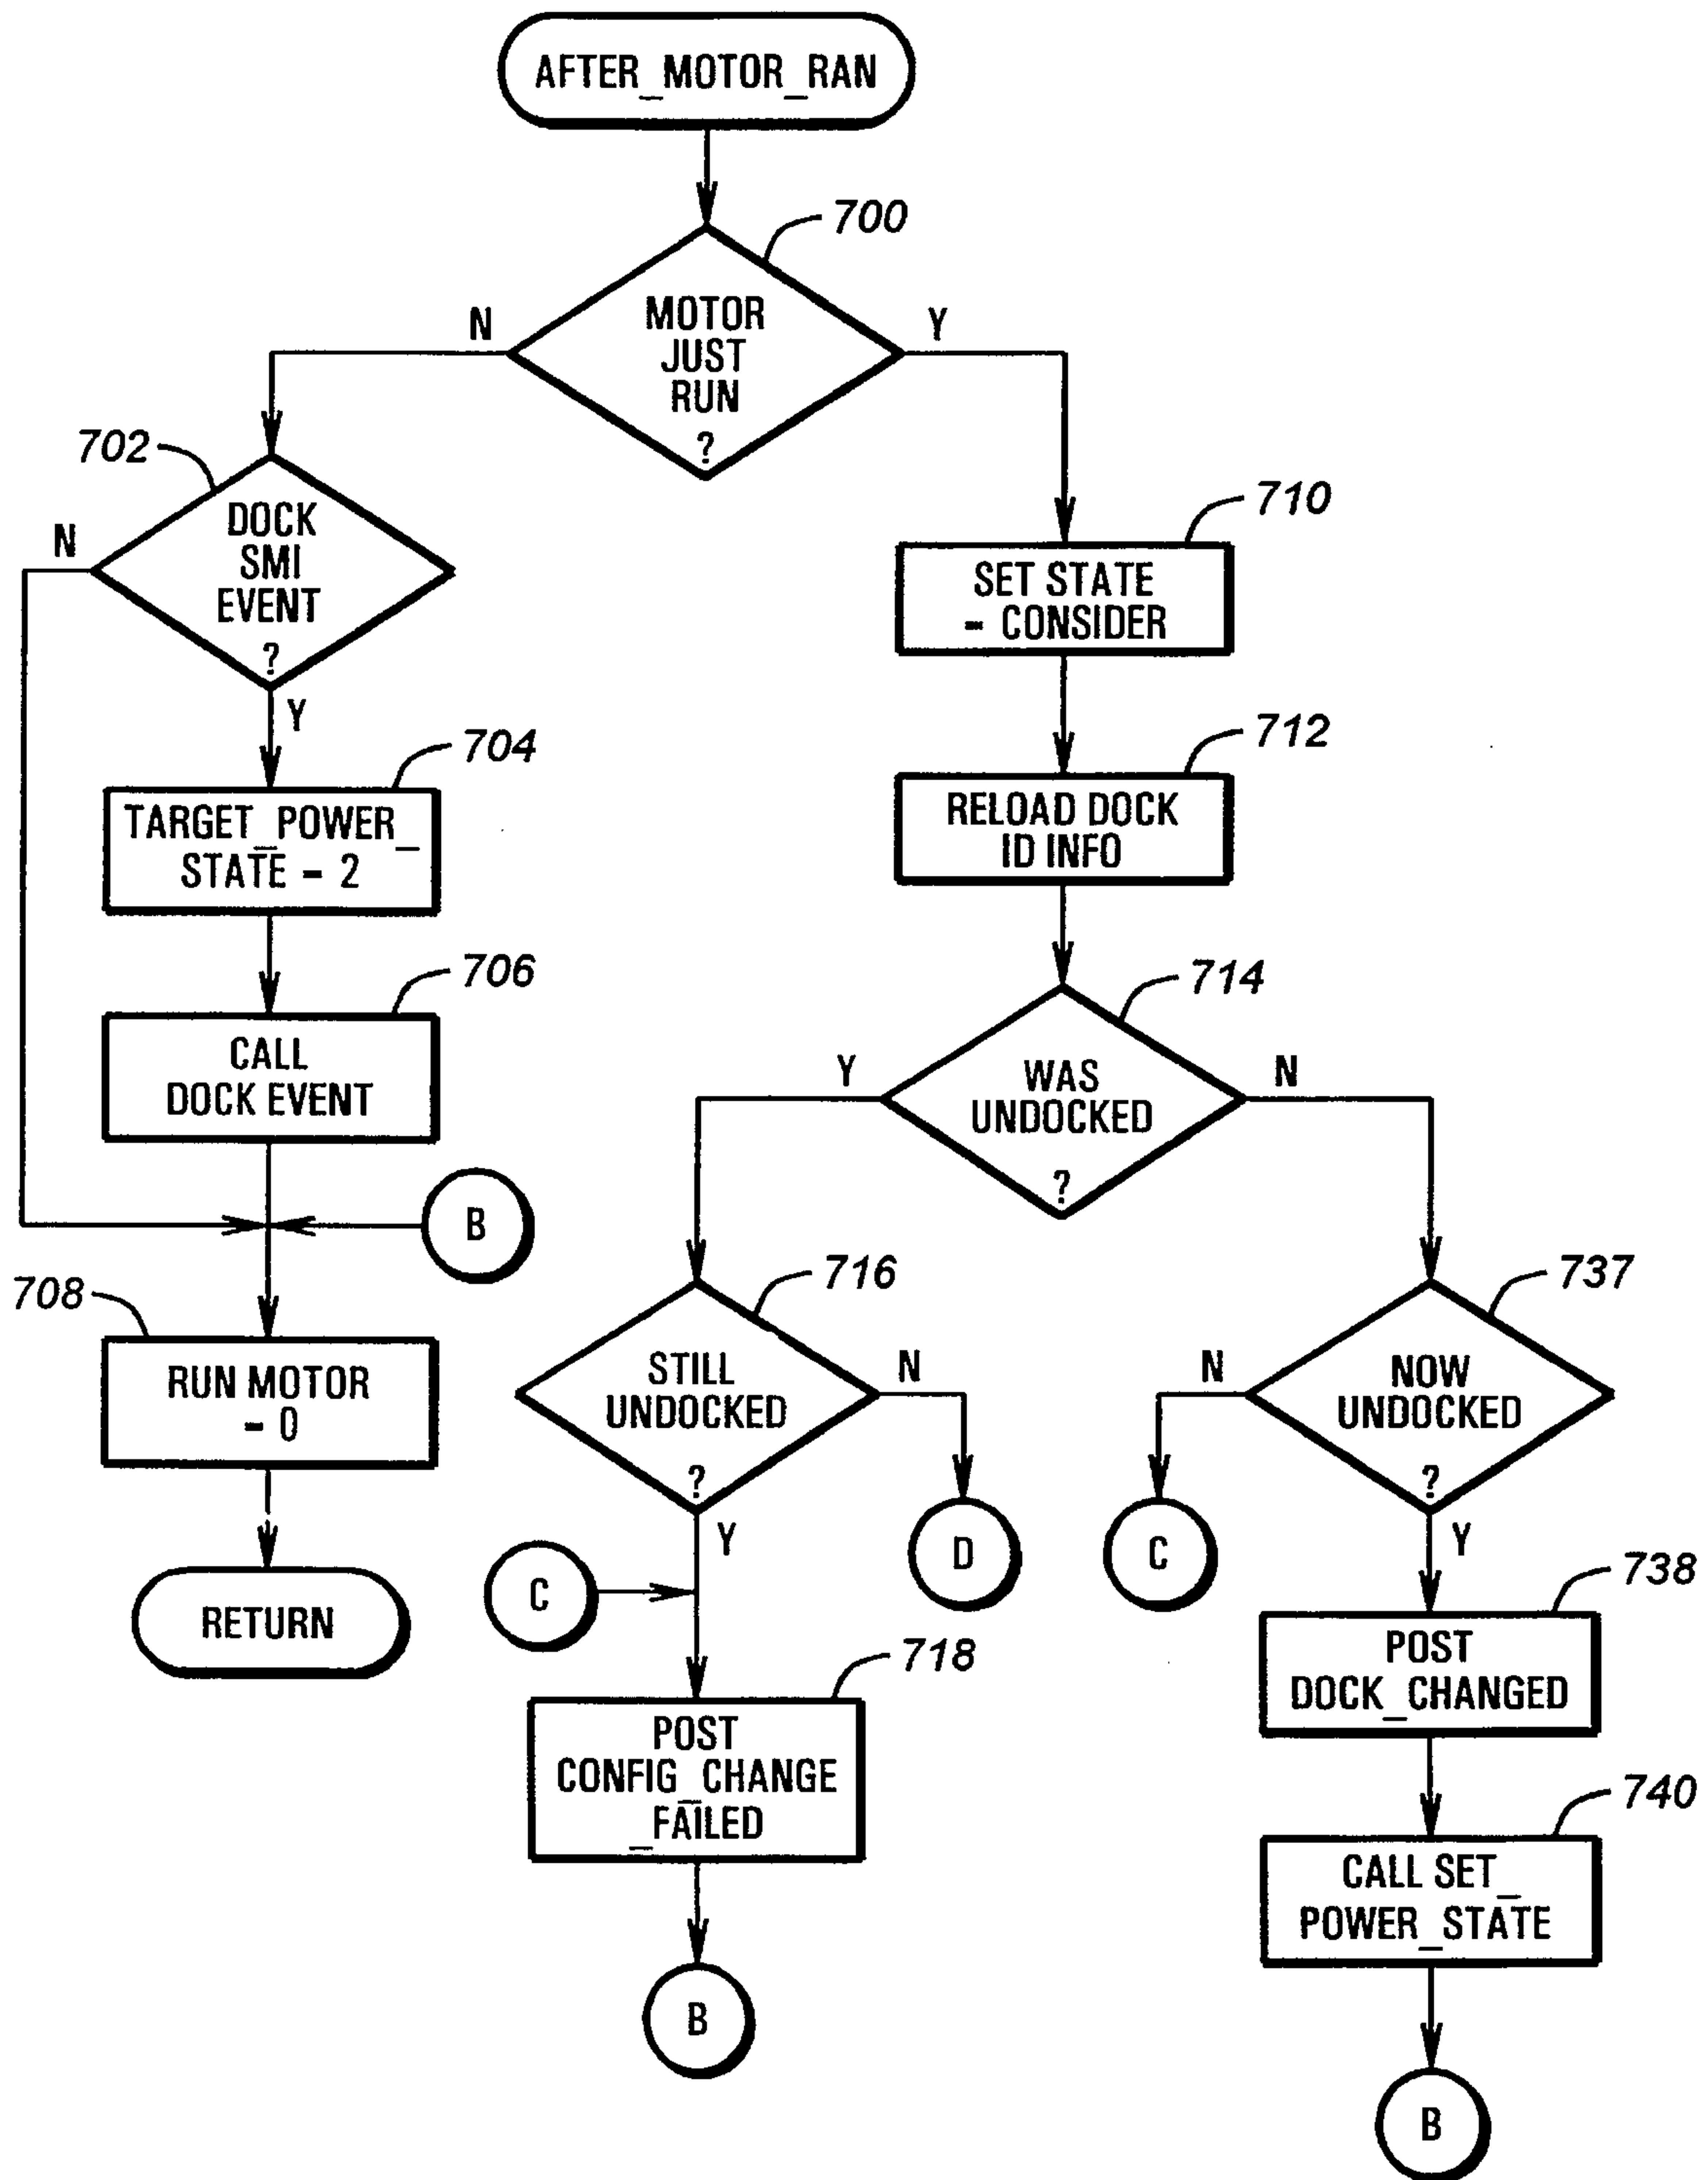 AFTER_MOTOR_RAN
700
MOTOR
JUST
RUN
?
N
Y
702
DOCK
SMI
EVENT
?
N
Y
704
TARGET_POWER_
STATE = 2
706
CALL
DOCK EVENT
B
708
RUN MOTOR
= 0
RETURN
710
SET STATE
= CONSIDER
712
RELOAD DOCK
ID INFO
714
WAS
UNDOCKED
?
Y
N
716
STILL
UNDOCKED
?
N
D
Y
C
718
POST
CONFIG_CHANGE
_FAILED
B
737
NOW
UNDOCKED
?
N
C
Y
738
POST
DOCK_CHANGED
740
CALL SET_
POWER_STATE
B